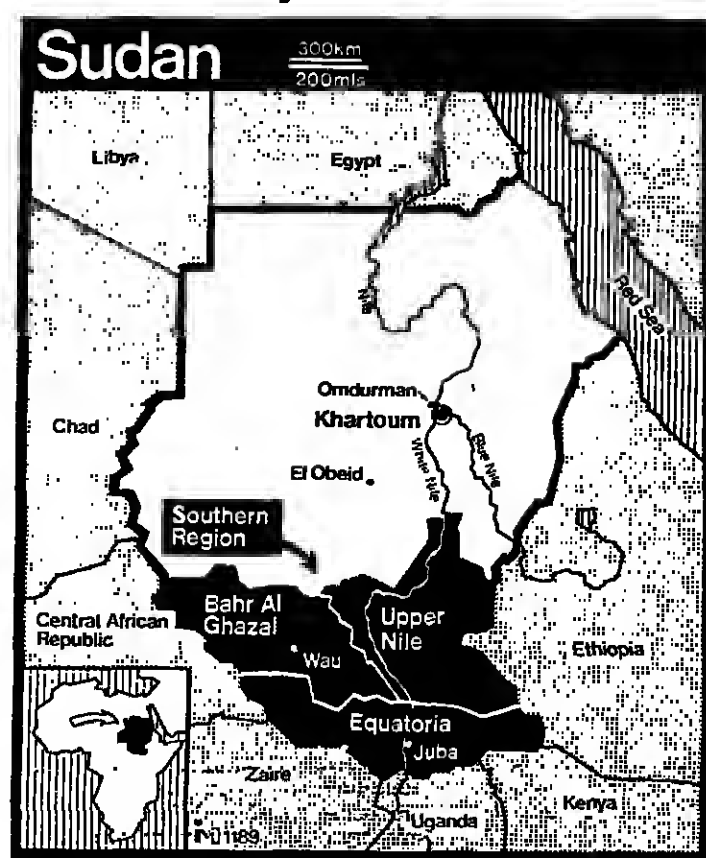 Sudan
300km
200mls
Libya
Egypt
Nile
Red Sea
Omdurman
Khartoum
Chad
White Nile
Blue Nile
El Obeid
Southern
Region
Bahr Al
Ghazal
Upper
Nile
Central African
Republic
Wau
Ethiopia
Equatoria
Juba
Zaire
Uganda
Kenya